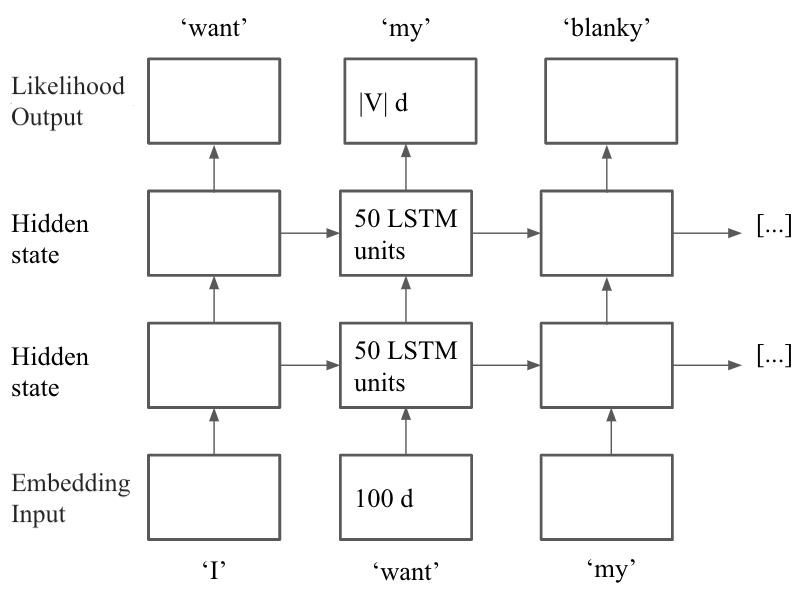 ‘want’ ‘my’ ‘blanky’
Likelihood
Output
|V| d
Hidden
state
50 LSTM
units
[...]
Hidden
state
50 LSTM
units
[...]
Embedding
Input
100 d
‘I’ ‘want’ ‘my’